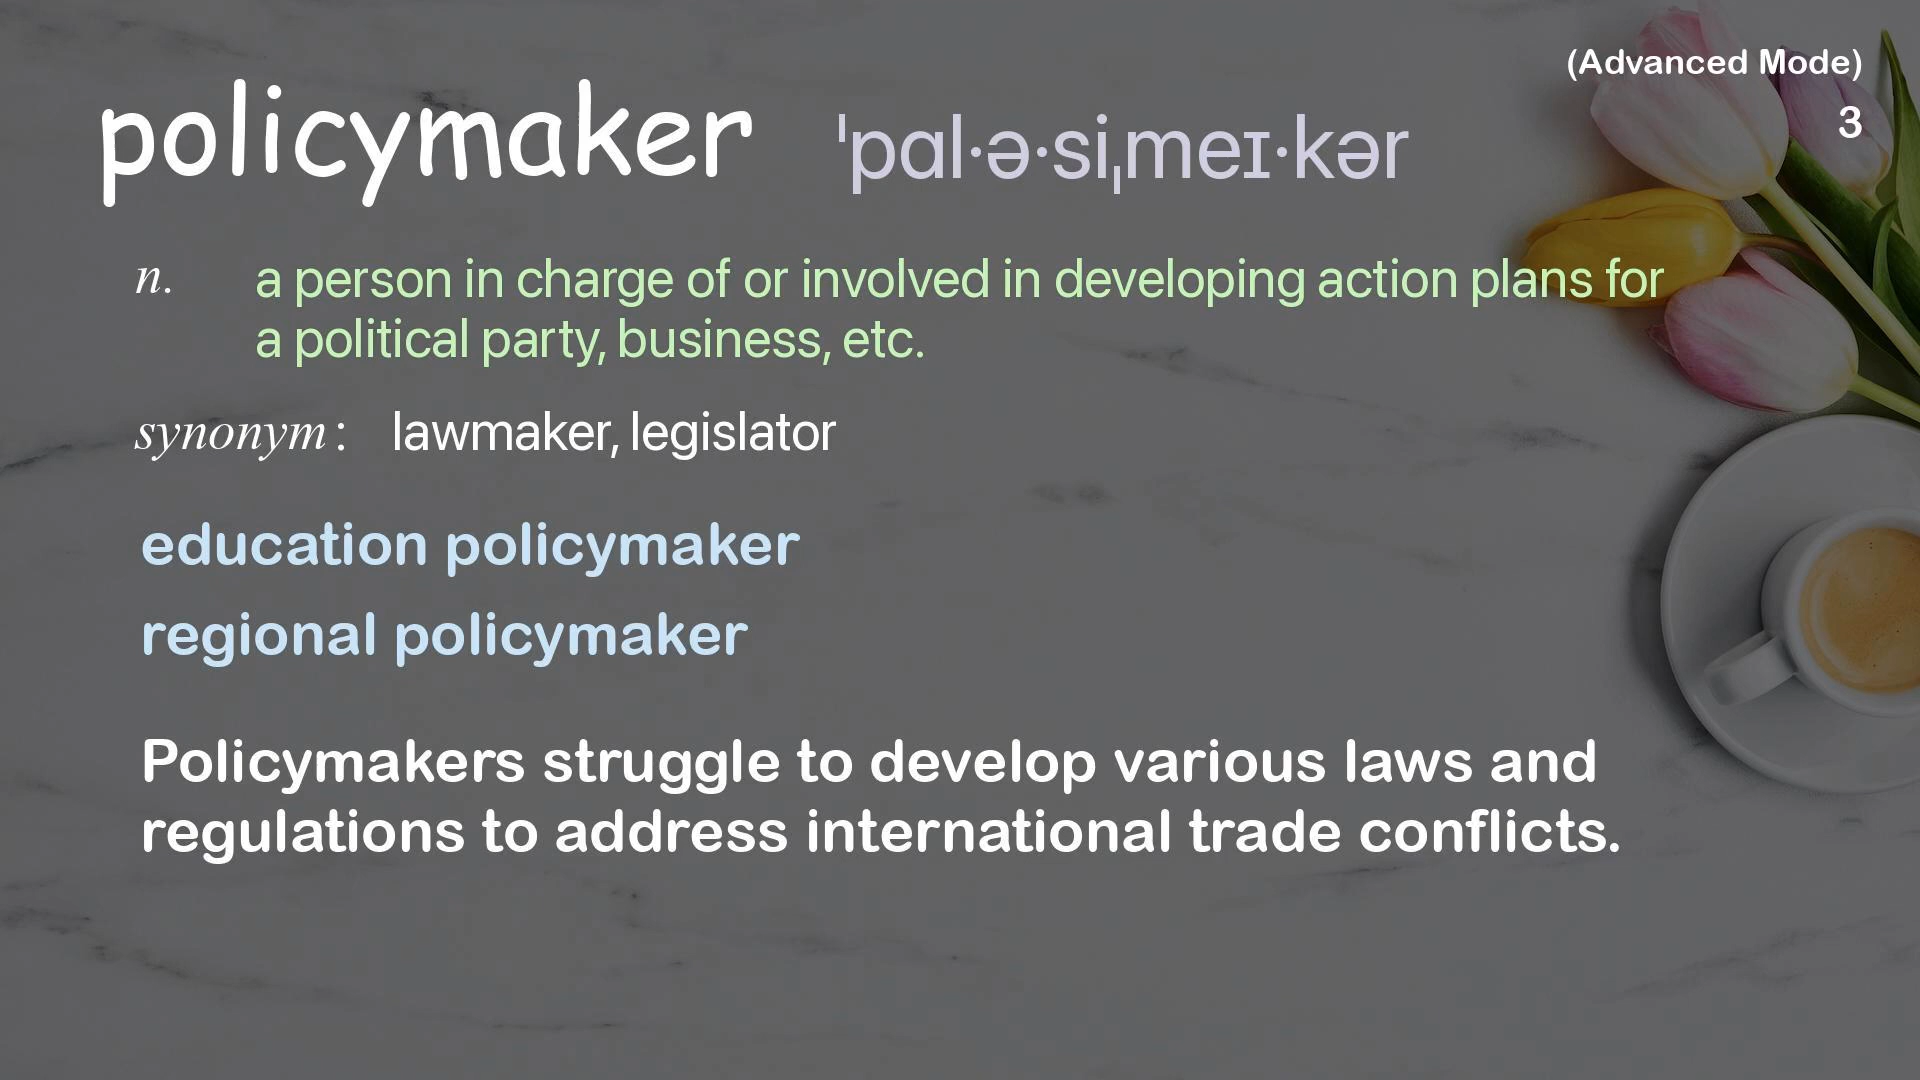 (Advanced Mode)
policymaker ˈpɑl·ə·siˌmeɪ·kər
3
n. a person in charge of or involved in developing action plans for
a political party, business, etc.
synonym : lawmaker, legislator
education policymaker
regional policymaker
Policymakers struggle to develop various laws and
regulations to address international trade conflicts.